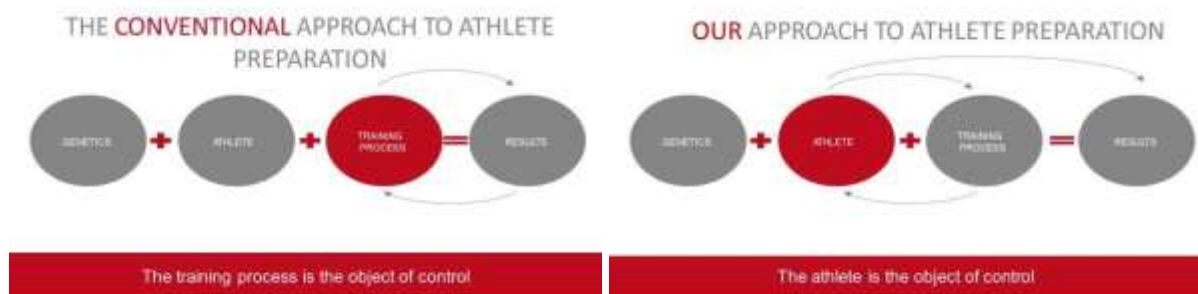 THE CONVENTIONAL APPROACH TO ATHLETE
PREPARATION
GENETICS
ATHLETE
TRAINING
PROCESS
RESULTS
The training process is the object of control
OUR APPROACH TO ATHLETE PREPARATION
GENETICS
ATHLETE
TRAINING
PROCESS
RESULTS
The athlete is the object of control